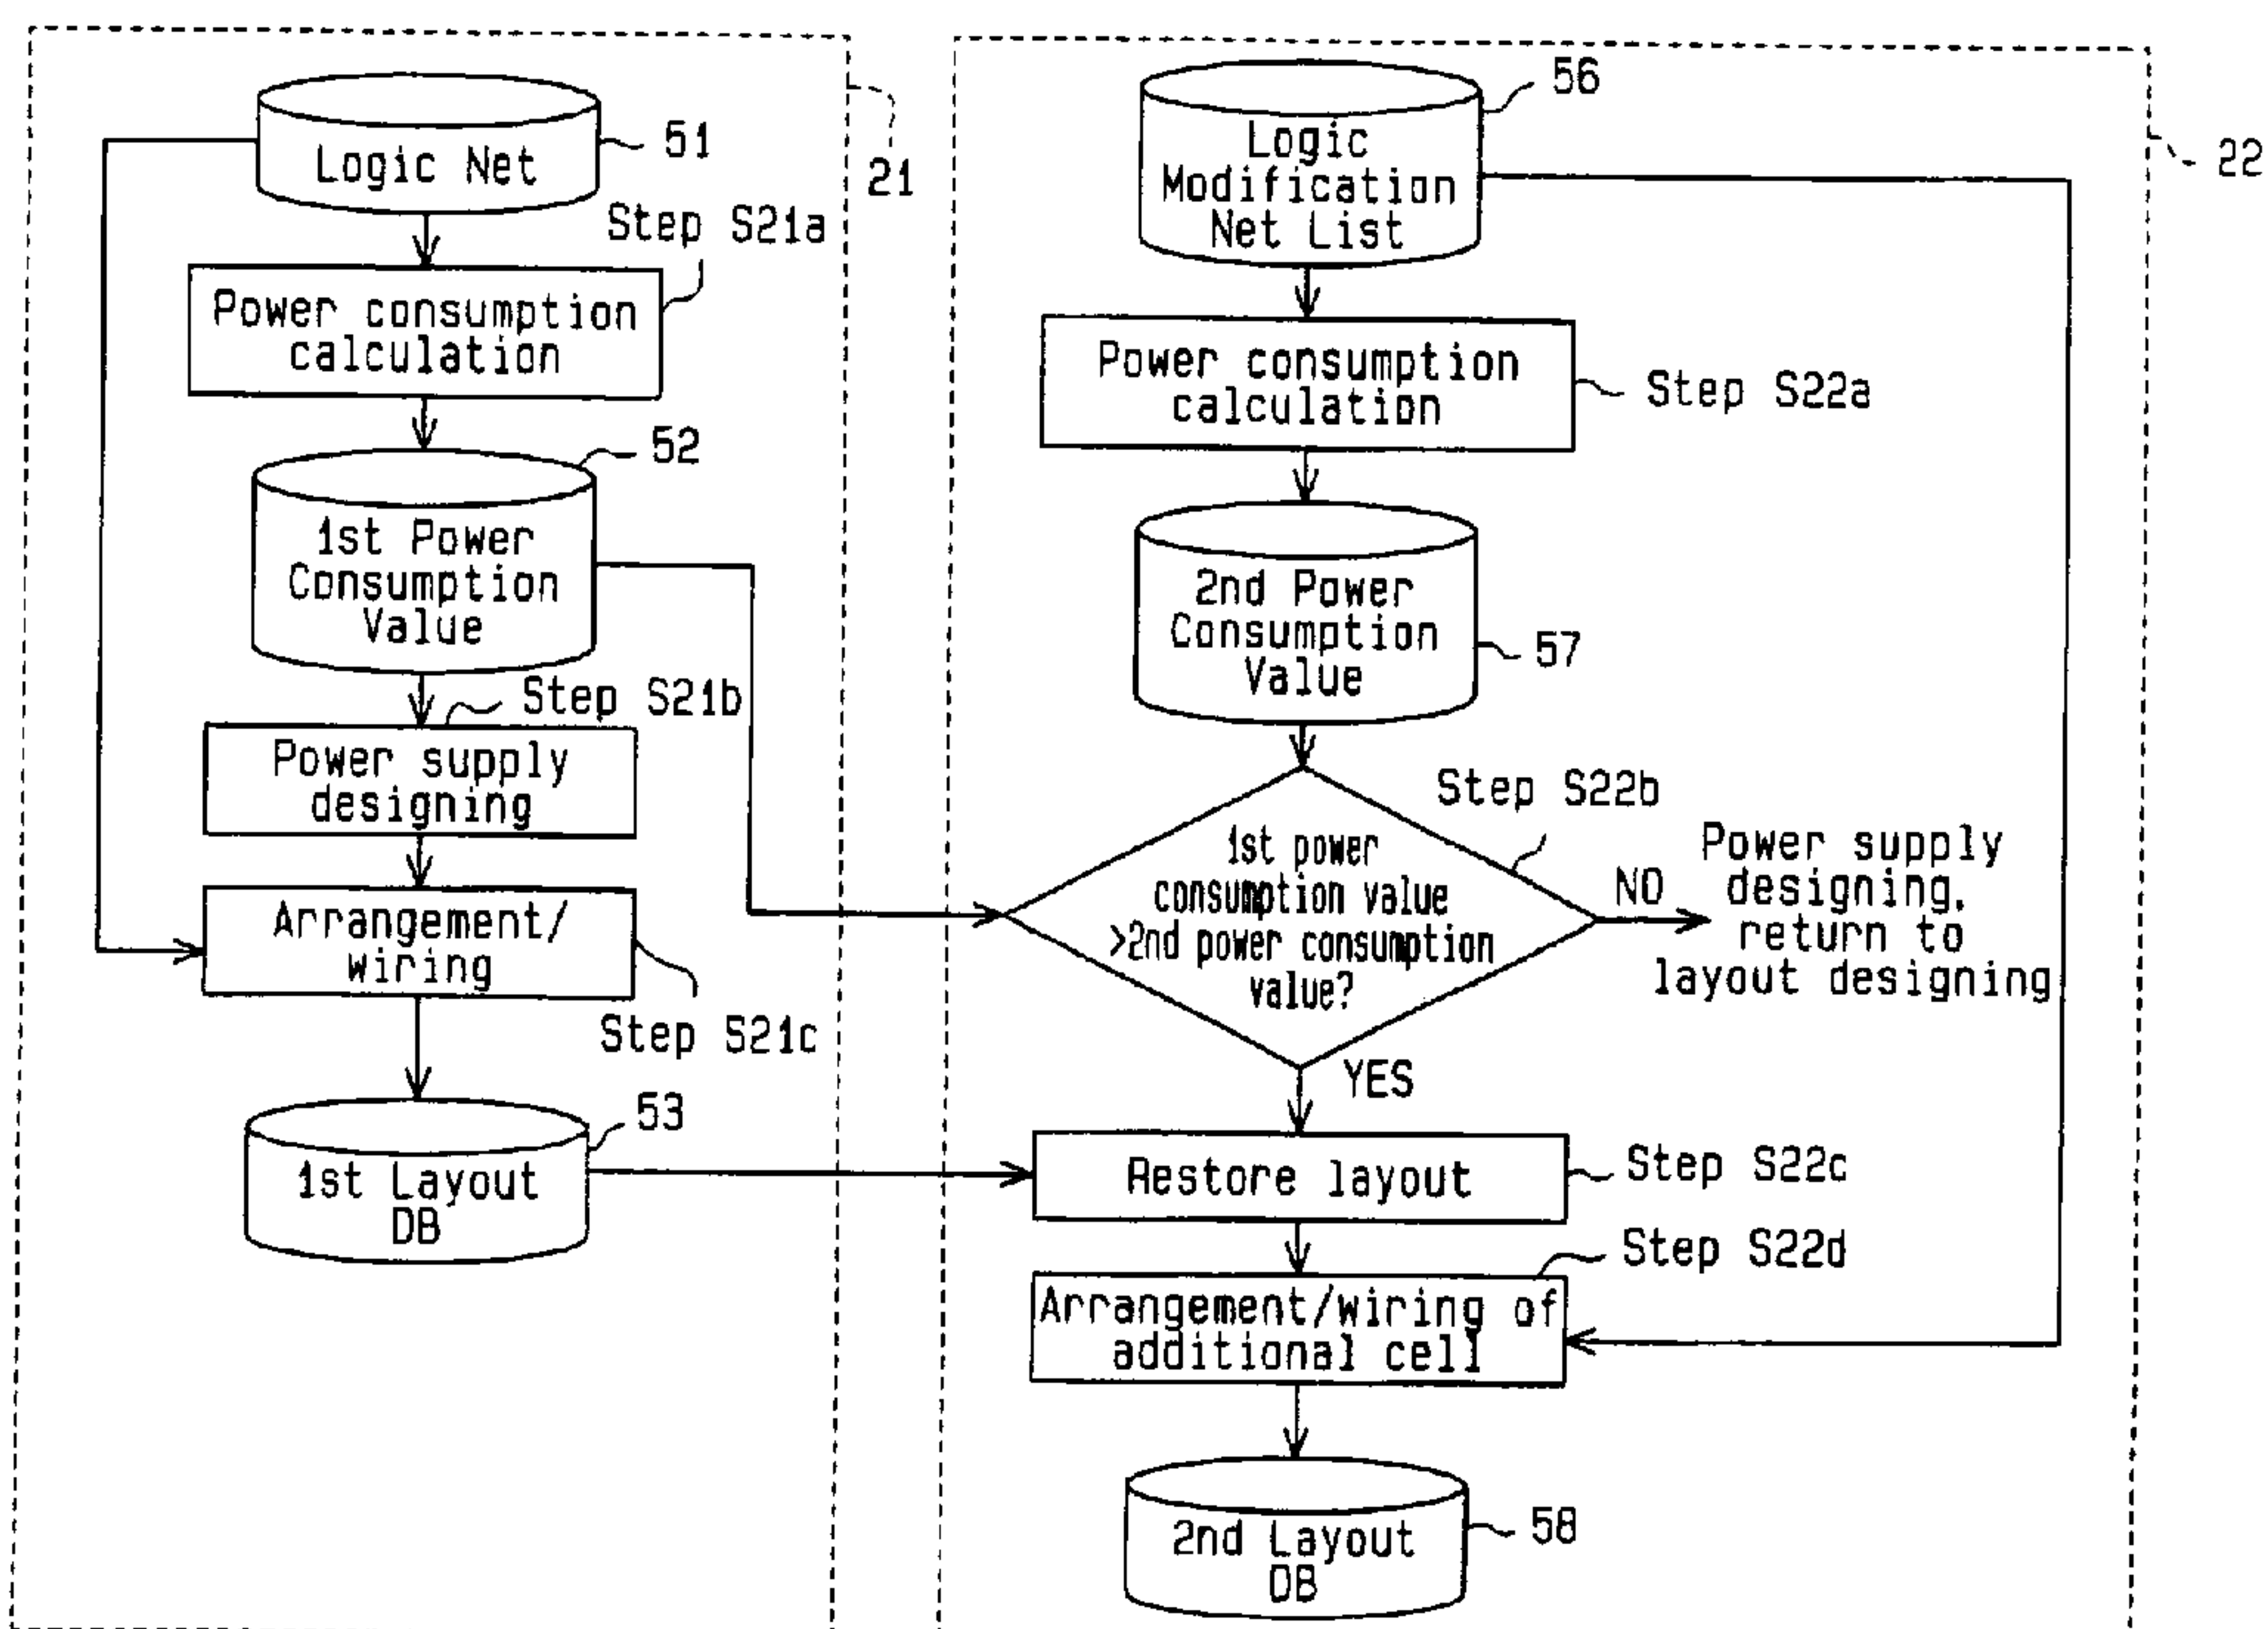 Logic Net
51
21
Step S21a
Power consumption
calculation
52
1st Power
Consumption
Value
Step S21b
Power supply
designing
Arrangement/
wiring
Step S21c
53
1st Layout
DB
56
Logic
Modification
Net List
22
Power consumption
calculation
Step S22a
2nd Power
Consumption
Value
57
Step S22b
1st power
consumption value
>2nd power consumption
value?
NO
Power supply
designing,
return to
layout designing
YES
Restore layout
Step S22c
Step S22d
Arrangement/wiring of
additional cell
2nd Layout
DB
58